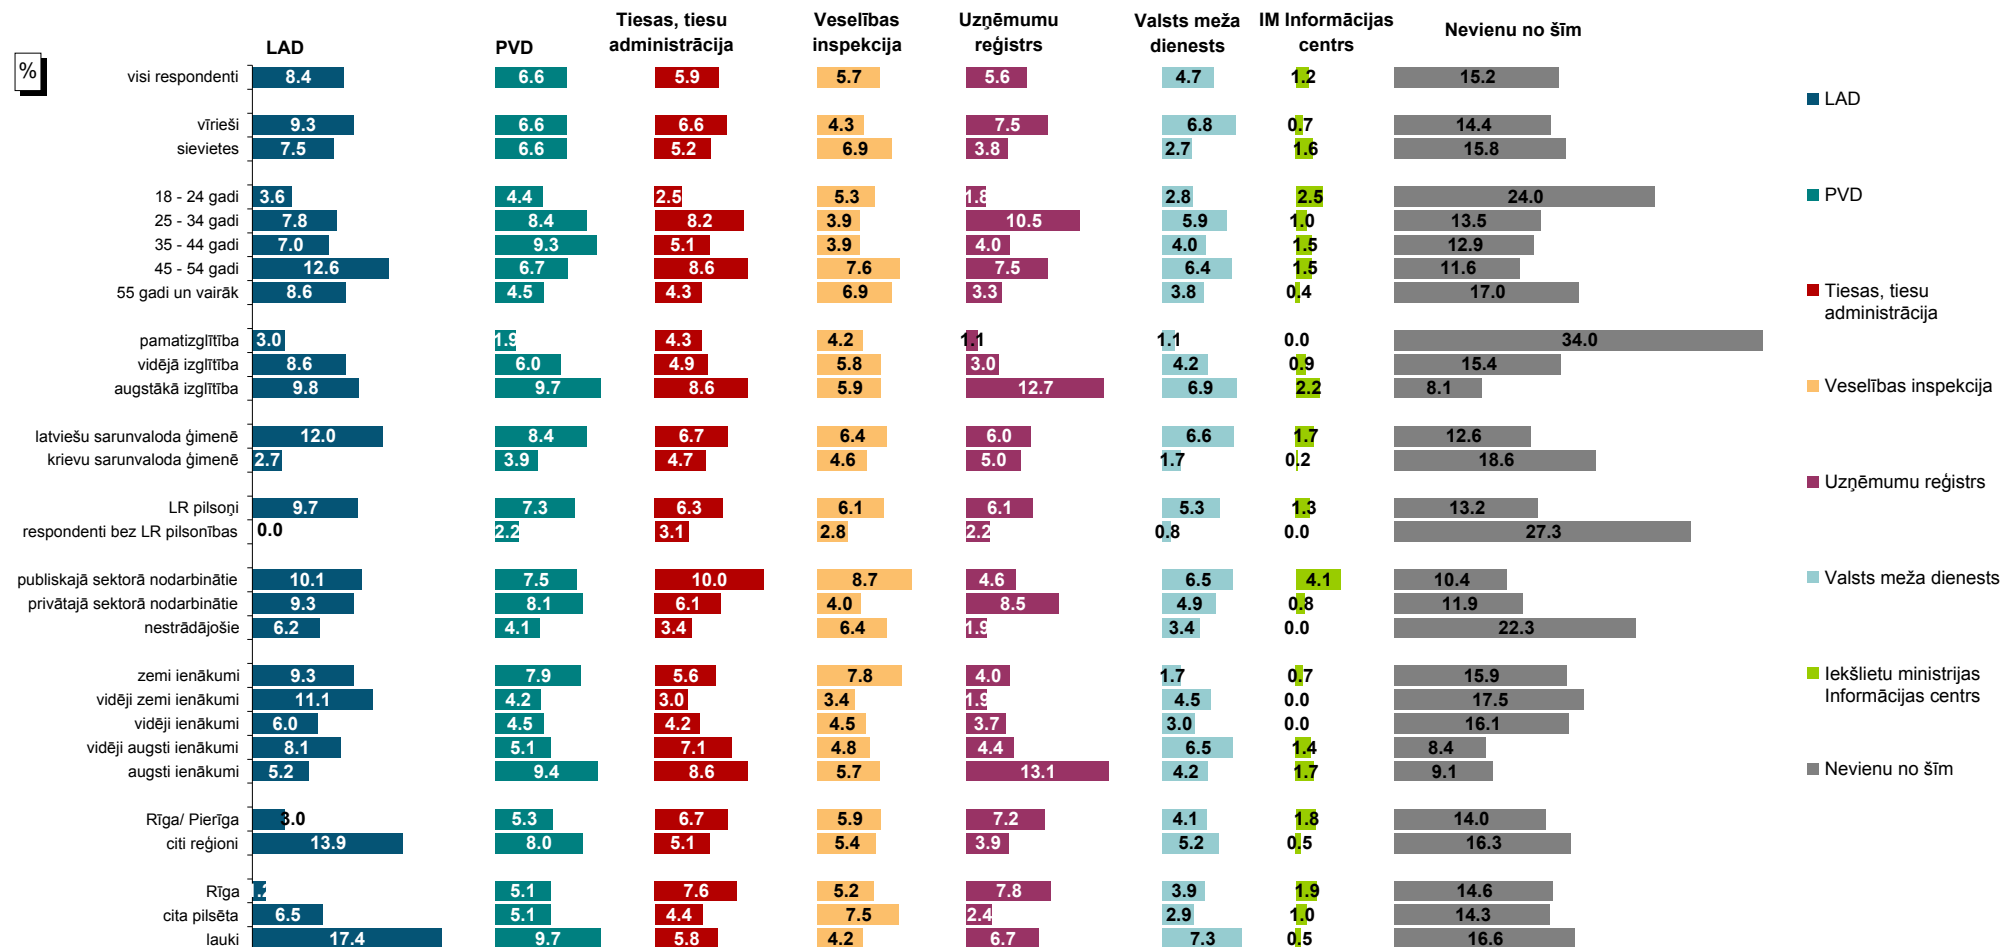 %
LAD
PVD
Tiesas, tiesu
administrācija
Veselības
inspekcija
Uzņēmumu
reģistrs
Valsts meža
dienests
IM Informācijas
centrs
Nevienu no šīm
visi respondenti 8.4 6.6 5.9 5.7 5.6 4.7 1.2 15.2
vīrieši 9.3 6.6 6.6 4.3 7.5 6.8 0.7 14.4
sievietes 7.5 6.6 5.2 6.9 3.8 2.7 1.6 15.8
18 - 24 gadi 3.6 4.4 2.5 5.3 1.8 2.8 2.5 24.0
25 - 34 gadi 7.8 8.4 8.2 3.9 10.5 5.9 1.0 13.5
35 - 44 gadi 7.0 9.3 5.1 3.9 4.0 4.0 1.5 12.9
45 - 54 gadi 12.6 6.7 8.6 7.6 7.5 6.4 1.5 11.6
55 gadi un vairāk 8.6 4.5 4.3 6.9 3.3 3.8 0.4 17.0
pamatizglītība 3.0 1.9 4.3 4.2 1.1 1.1 0.0 34.0
vidējā izglītība 8.6 6.0 4.9 5.8 3.0 4.2 0.9 15.4
augstākā izglītība 9.8 9.7 8.6 5.9 12.7 6.9 2.2 8.1
latviešu sarunvaloda ģimenē 12.0 8.4 6.7 6.4 6.0 6.6 1.7 12.6
krievu sarunvaloda ģimenē 2.7 3.9 4.7 4.6 5.0 1.7 0.2 18.6
LR pilsoņi 9.7 7.3 6.3 6.1 6.1 5.3 1.3 13.2
respondenti bez LR pilsonības 0.0 2.2 3.1 2.8 2.2 0.8 0.0 27.3
publiskajā sektorā nodarbinātie 10.1 7.5 10.0 8.7 4.6 6.5 4.1 10.4
privātajā sektorā nodarbinātie 9.3 8.1 6.1 4.0 8.5 4.9 0.8 11.9
nestrādājošie 6.2 4.1 3.4 6.4 1.9 3.4 0.0 22.3
zemi ienākumi 9.3 7.9 5.6 7.8 4.0 1.7 0.7 15.9
vidēji zemi ienākumi 11.1 4.2 3.0 3.4 1.9 4.5 0.0 17.5
vidēji ienākumi 6.0 4.5 4.2 4.5 3.7 3.0 0.0 16.1
vidēji augsti ienākumi 8.1 5.1 7.1 4.8 4.4 6.5 1.4 8.4
augsti ienākumi 5.2 9.4 8.6 5.7 13.1 4.2 1.7 9.1
Rīga/ Pierīga 3.0 5.3 6.7 5.9 7.2 4.1 1.8 14.0
citi reģioni 13.9 8.0 5.1 5.4 3.9 5.2 0.5 16.3
Rīga 5.1 7.6 5.2 7.8 3.9 1.9 14.6
cita pilsēta 6.5 5.1 4.4 7.5 2.4 2.9 1.0 14.3
lauki 17.4 9.7 5.8 4.2 6.7 7.3 0.5 16.6
LAD
PVD
Tiesas, tiesu
administrācija
Veselības inspekcija
Uzņēmumu reģistrs
Valsts meža dienests
Iekšlietu ministrijas
Informācijas centrs
Nevienu no šīm